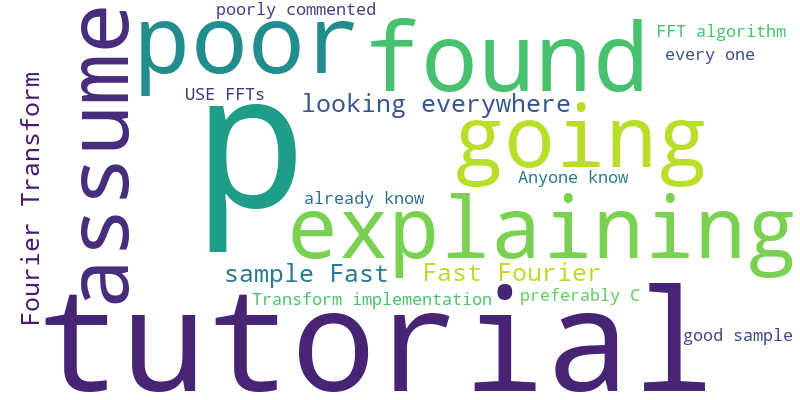 poorly commented
poor
found
FFT algorithm
every one
assume
USE FFTs
looking everywhere
p
going
Fourier Transform
Anyone know
already know
explaining
sample Fast
Fast Fourier
Transform implementation
preferably C
tutorial
good sample